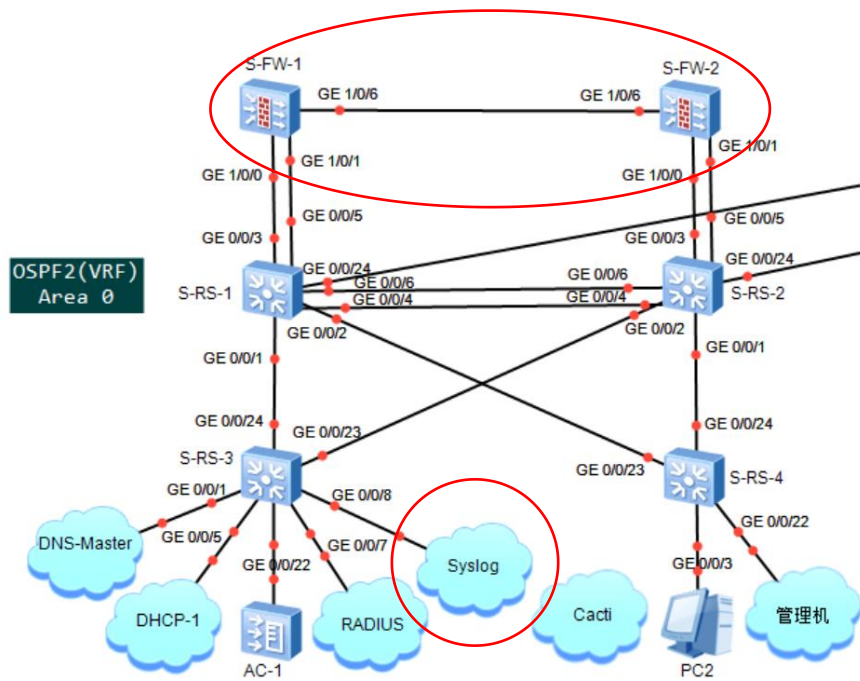 S-FW-1
S-FW-2
GE 1/0/6
GE 1/0/6
GE 1/0/1
GE 1/0/1
GE 1/0/0
GE 1/0/0
GE 0/0/5
GE 0/0/5
GE 0/0/3
GE 0/0/3
OSPF2(VRF)
Area 0
GE 0/0/24
GE 0/0/24
GE 0/0/6
GE 0/0/6
S-RS-1
S-RS-2
GE 0/0/4
GE 0/0/4
GE 0/0/2
GE 0/0/2
GE 0/0/1
GE 0/0/1
GE 0/0/24
GE 0/0/24
GE 0/0/23
S-RS-3
GE 0/0/23
S-RS-4
GE 0/0/1
GE 0/0/8
GE 0/0/22
DNS-Master
GE 0/0/5
GE 0/0/22
GE 0/0/7
Syslog
GE 0/0/3
DHCP-1
RADIUS
Cacti
管理机
AC-1
PC2